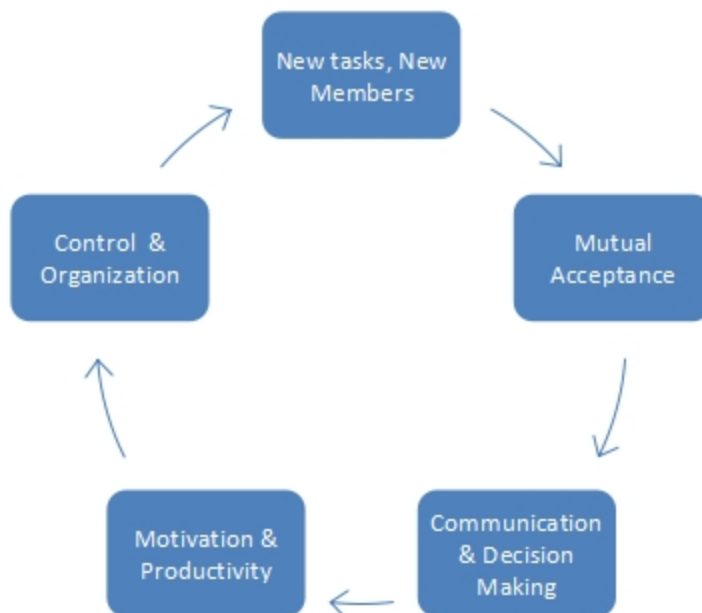 New tasks, New
Members
Mutual
Acceptance
Communication
& Decision
Making
Motivation &
Productivity
Control &
Organization